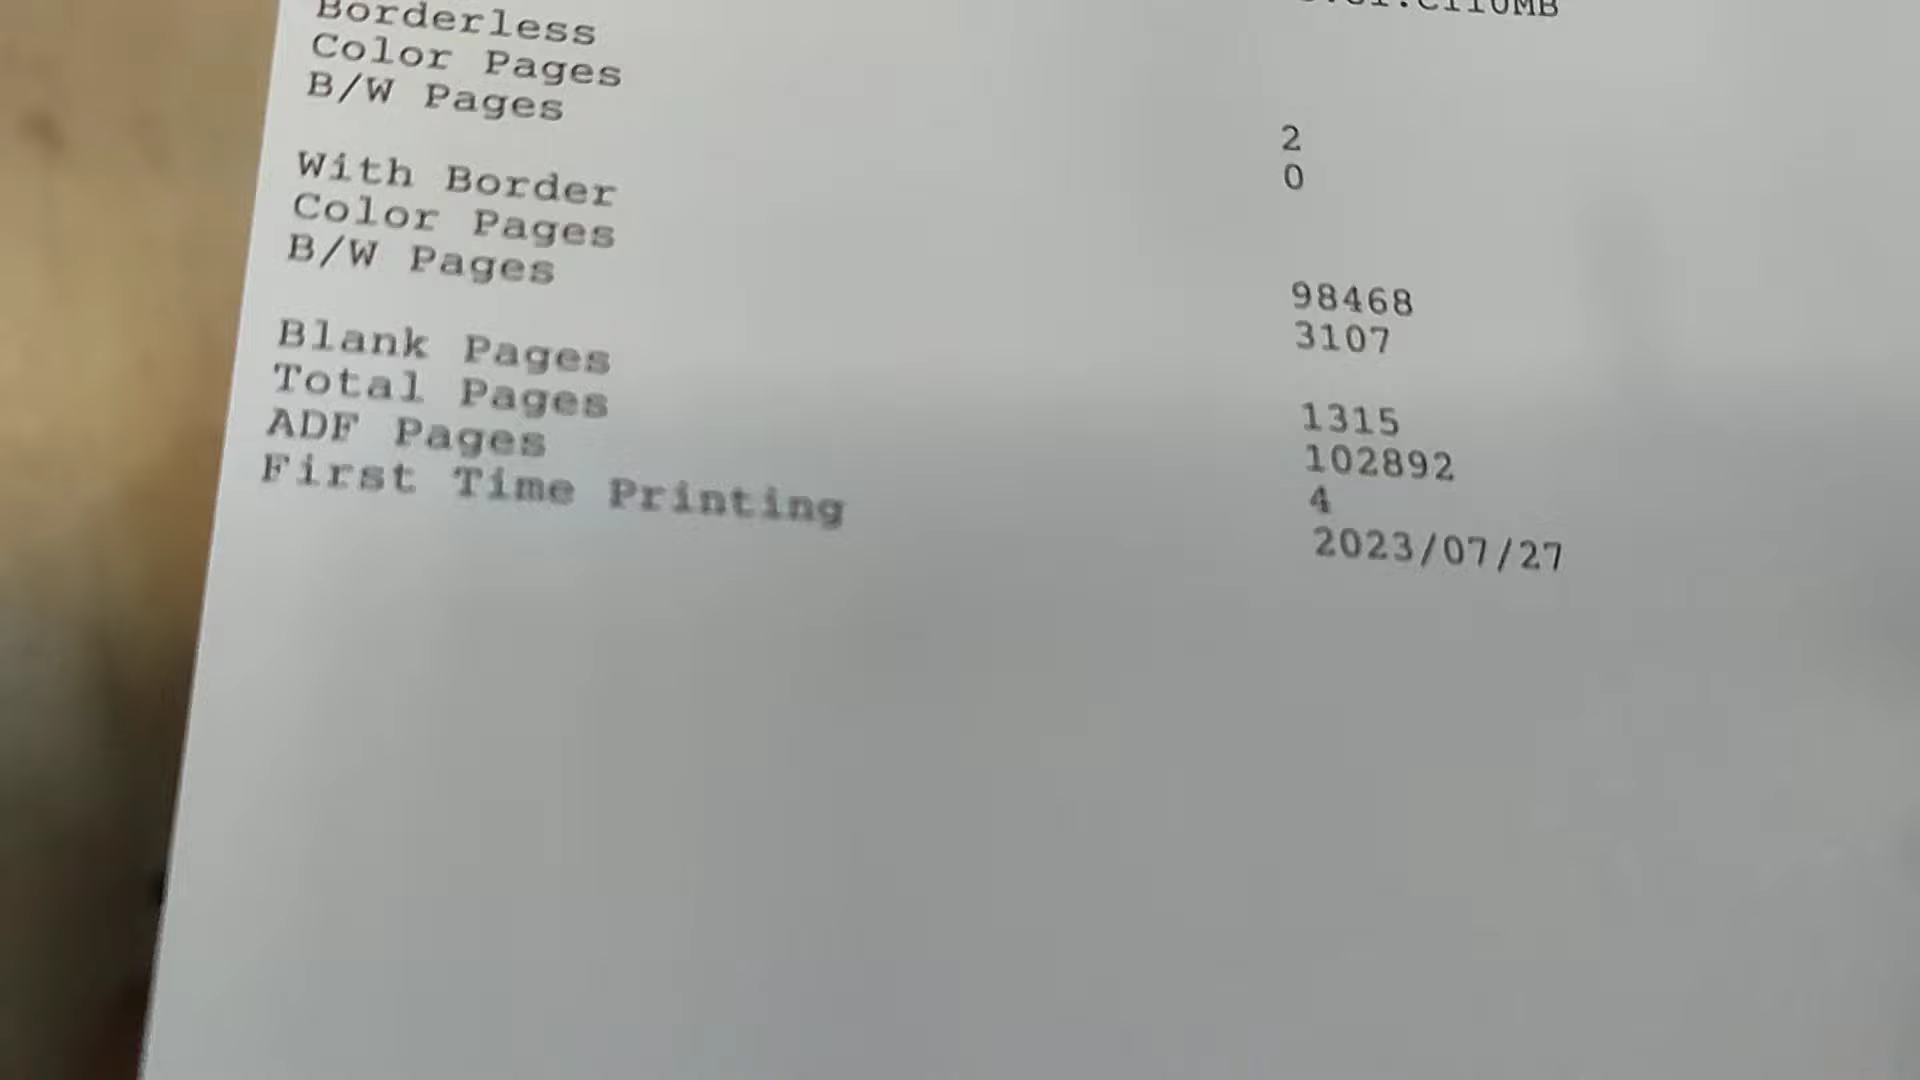 Borderless
Color Pages 2
B/W Pages 0
With Border
Color Pages 98468
B/W Pages 3107
Blank Pages 1315
Total Pages 102892
ADF Pages 4
First Time Printing 2023/07/27